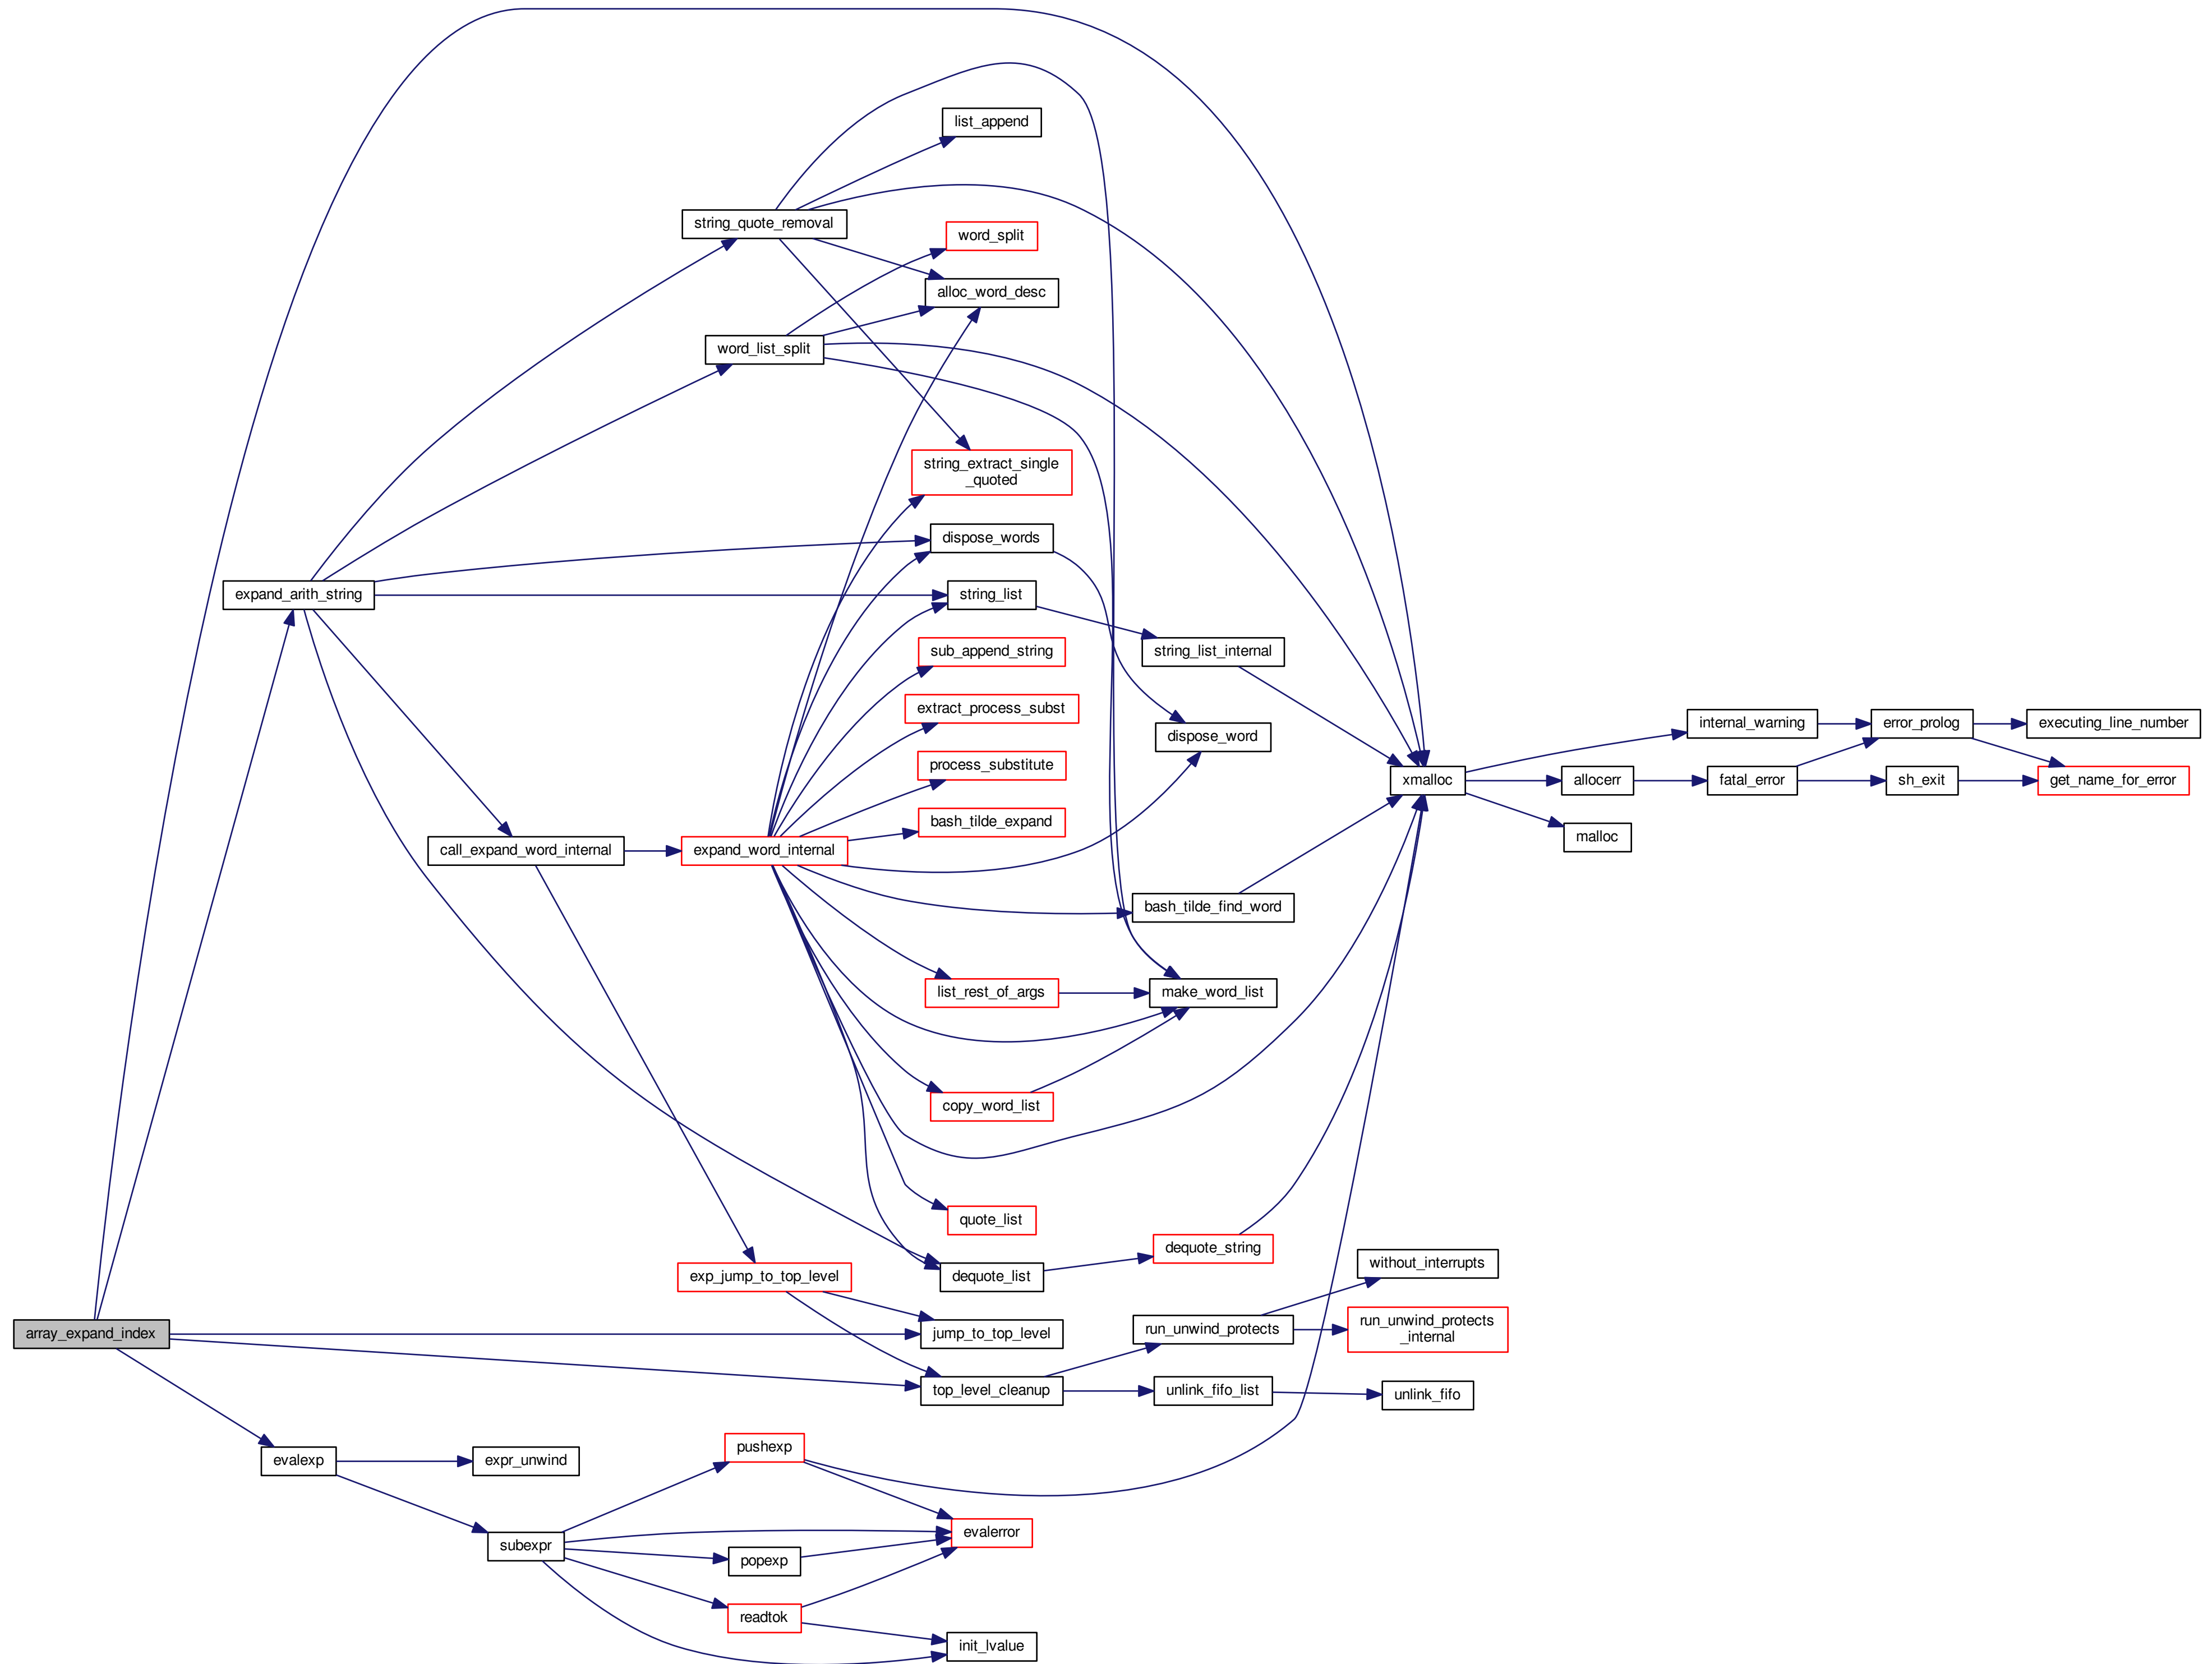 list_append
string_quote_removal
word_split
alloc_word_desc
word_list_split
string_extract_single
_quoted
dispose_words
expand_arith_string
string_list
sub_append_string
string_list_internal
extract_process_subst
dispose_word
internal_warning
error_prolog
executing_line_number
process_substitute
xmalloc
allocerr
fatal_error
sh_exit
get_name_for_error
bash_tilde_expand
malloc
call_expand_word_internal
expand_word_internal
bash_tilde_find_word
list_rest_of_args
make_word_list
copy_word_list
quote_list
dequote_string
without_interrupts
exp_jump_to_top_level
dequote_list
array_expand_index
jump_to_top_level
run_unwind_protects
run_unwind_protects
_internal
top_level_cleanup
unlink_fifo_list
unlink_fifo
pushexp
evalexp
expr_unwind
evalerror
subexpr
popexp
readtok
init_lvalue